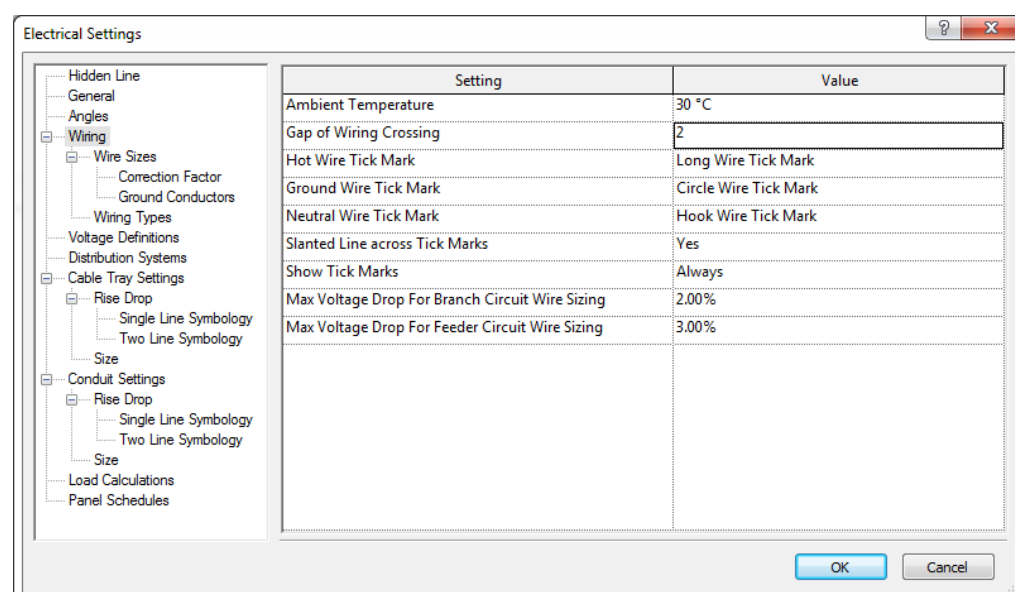 Electrical Settings
Hidden Line
General
Angles
Wiring
Wire Sizes
Correction Factor
Ground Conductors
Wiring Types
Voltage Definitions
Distribution Systems
Cable Tray Settings
Rise Drop
Single Line Symbology
Two Line Symbology
Size
Conduit Settings
Rise Drop
Single Line Symbology
Two Line Symbology
Size
Load Calculations
Panel Schedules
Setting Value
Ambient Temperature 30 °C
Gap of Wiring Crossing 2
Hot Wire Tick Mark Long Wire Tick Mark
Ground Wire Tick Mark Circle Wire Tick Mark
Neutral Wire Tick Mark Hook Wire Tick Mark
Slanted Line across Tick Marks Yes
Show Tick Marks Always
Max Voltage Drop For Branch Circuit Wire Sizing 2.00%
Max Voltage Drop For Feeder Circuit Wire Sizing 3.00%
OK Cancel